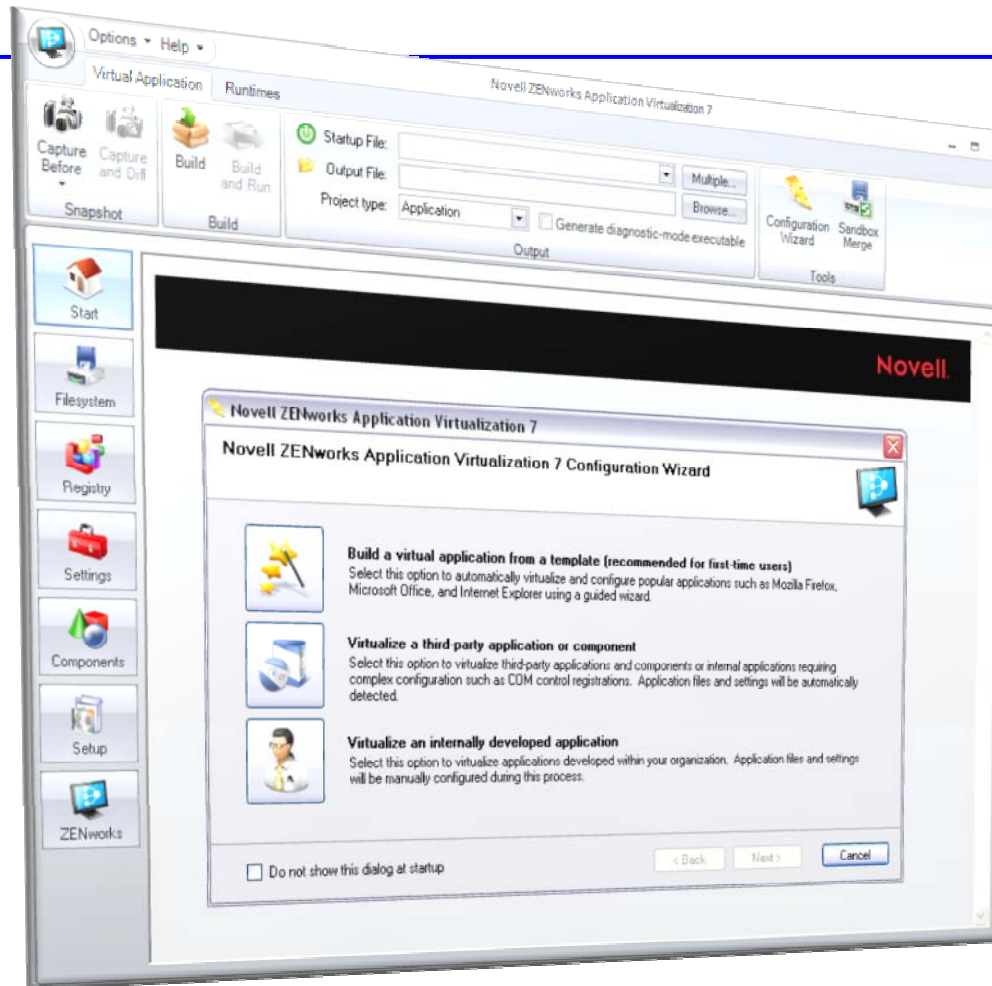 Options Help
Virtual Application Runtimes
Novell ZENworks Application Virtualization 7
Capture Before
Capture and Diff
Snapshot
Build
Build and Run
Build
Startup File:
Multiple...
Output File:
Browse...
Project type: Application
Generate diagnostic-mode executable
Output
Configuration Wizard
Sandbox Merge
Tools
Start
Filesystem
Registry
Settings
Components
Setup
ZENworks
Novell.
Novell ZENworks Application Virtualization 7
Novell ZENworks Application Virtualization 7 Configuration Wizard
Build a virtual application from a template (recommended for first-time users)
Select this option to automatically virtualize and configure popular applications such as Mozilla Firefox,
Microsoft Office, and Internet Explorer using a guided wizard.
Virtualize a third party application or component
Select this option to virtualize third-party applications and components or internal applications requiring
complex configuration such as COM control registrations. Application files and settings will be automatically
detected.
Virtualize an internally developed application
Select this option to virtualize applications developed within your organization. Application files and settings
will be manually configured during this process.
Do not show this dialog at startup
< Back Next > Cancel